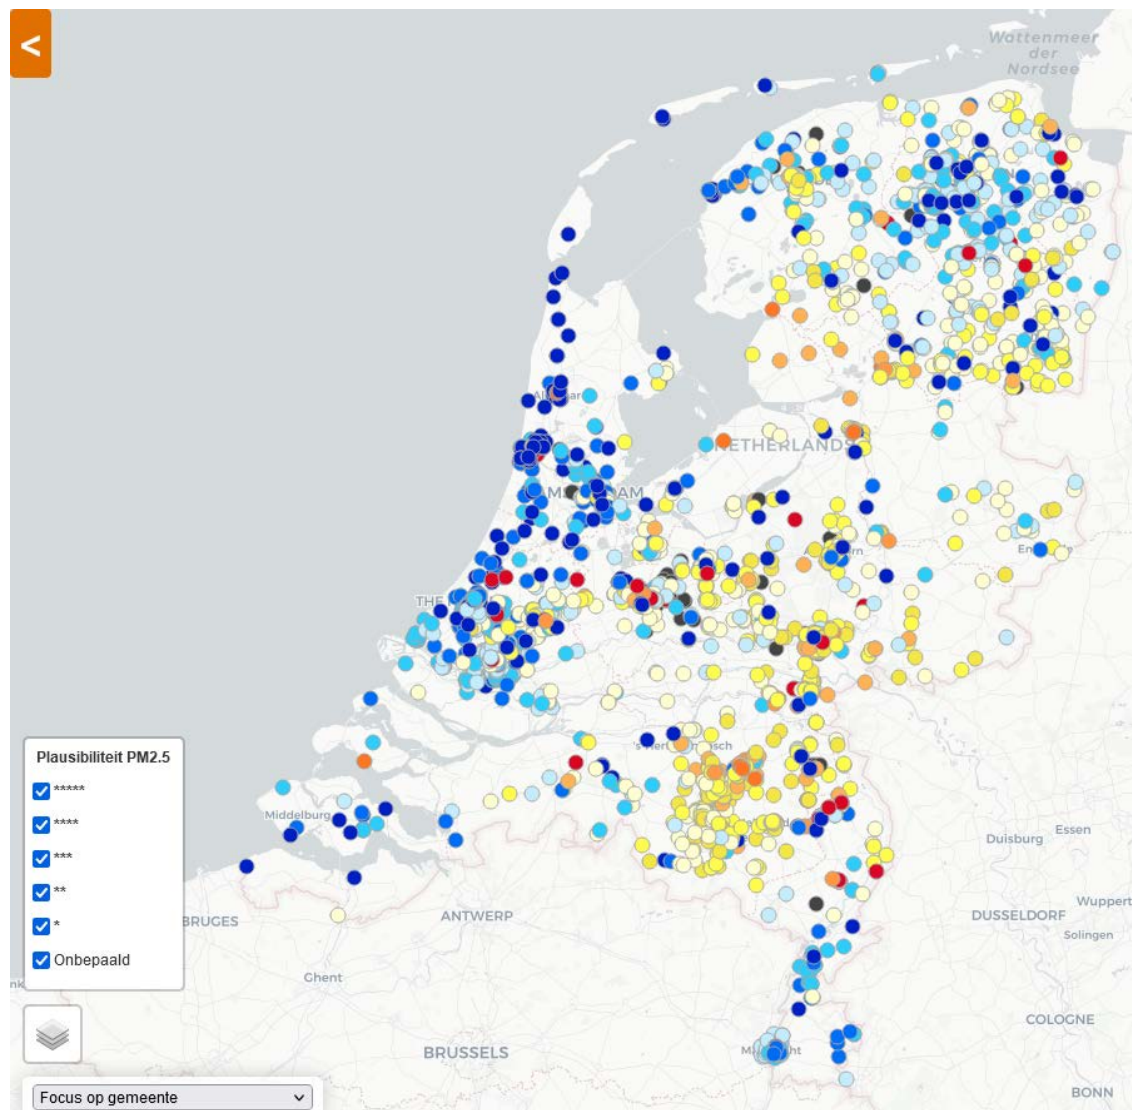 <
Wattenmeer
der
Nordsee
NETHERLANDS
THE
Middelburg
Duisburg
Essen
Wuppert
BRUGES
ANTWERP
DUSSELDORF
Solingen
Ghent
COLOGNE
BRUSSELS
BONN
Plausibiliteit PM2.5
*****
****
***
**
*
Onbepaald
Focus op gemeente